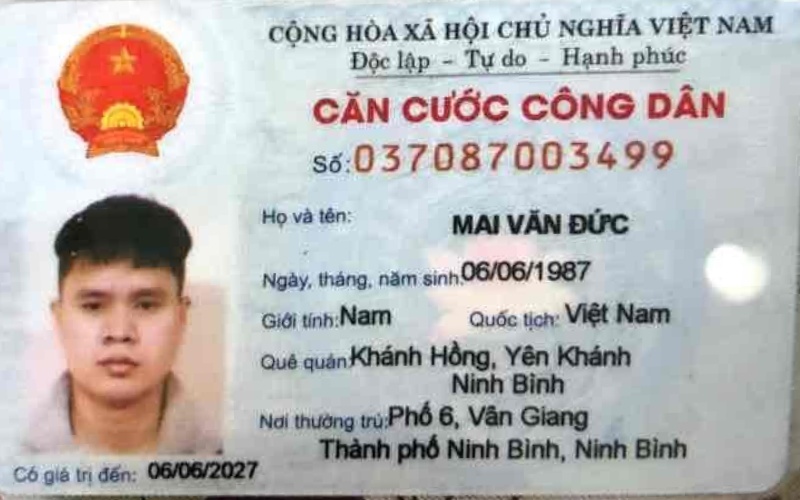 CỘNG HÒA XÃ HỘI CHỦ NGHĨA VIỆT NAM
Độc lập - Tự do - Hạnh phúc
CĂN CƯỚC CÔNG DÂN
Số: 037087003499
Họ và tên: MAI VĂN ĐỨC
Ngày, tháng, năm sinh: 06/06/1987
Giới tính: Nam Quốc tịch: Việt Nam
Quê quán: Khánh Hồng, Yên Khánh
Ninh Bình
Nơi thường trú: Phố 6, Vân Giang
Thành phố Ninh Bình, Ninh Bình
Có giá trị đến: 06/06/2027